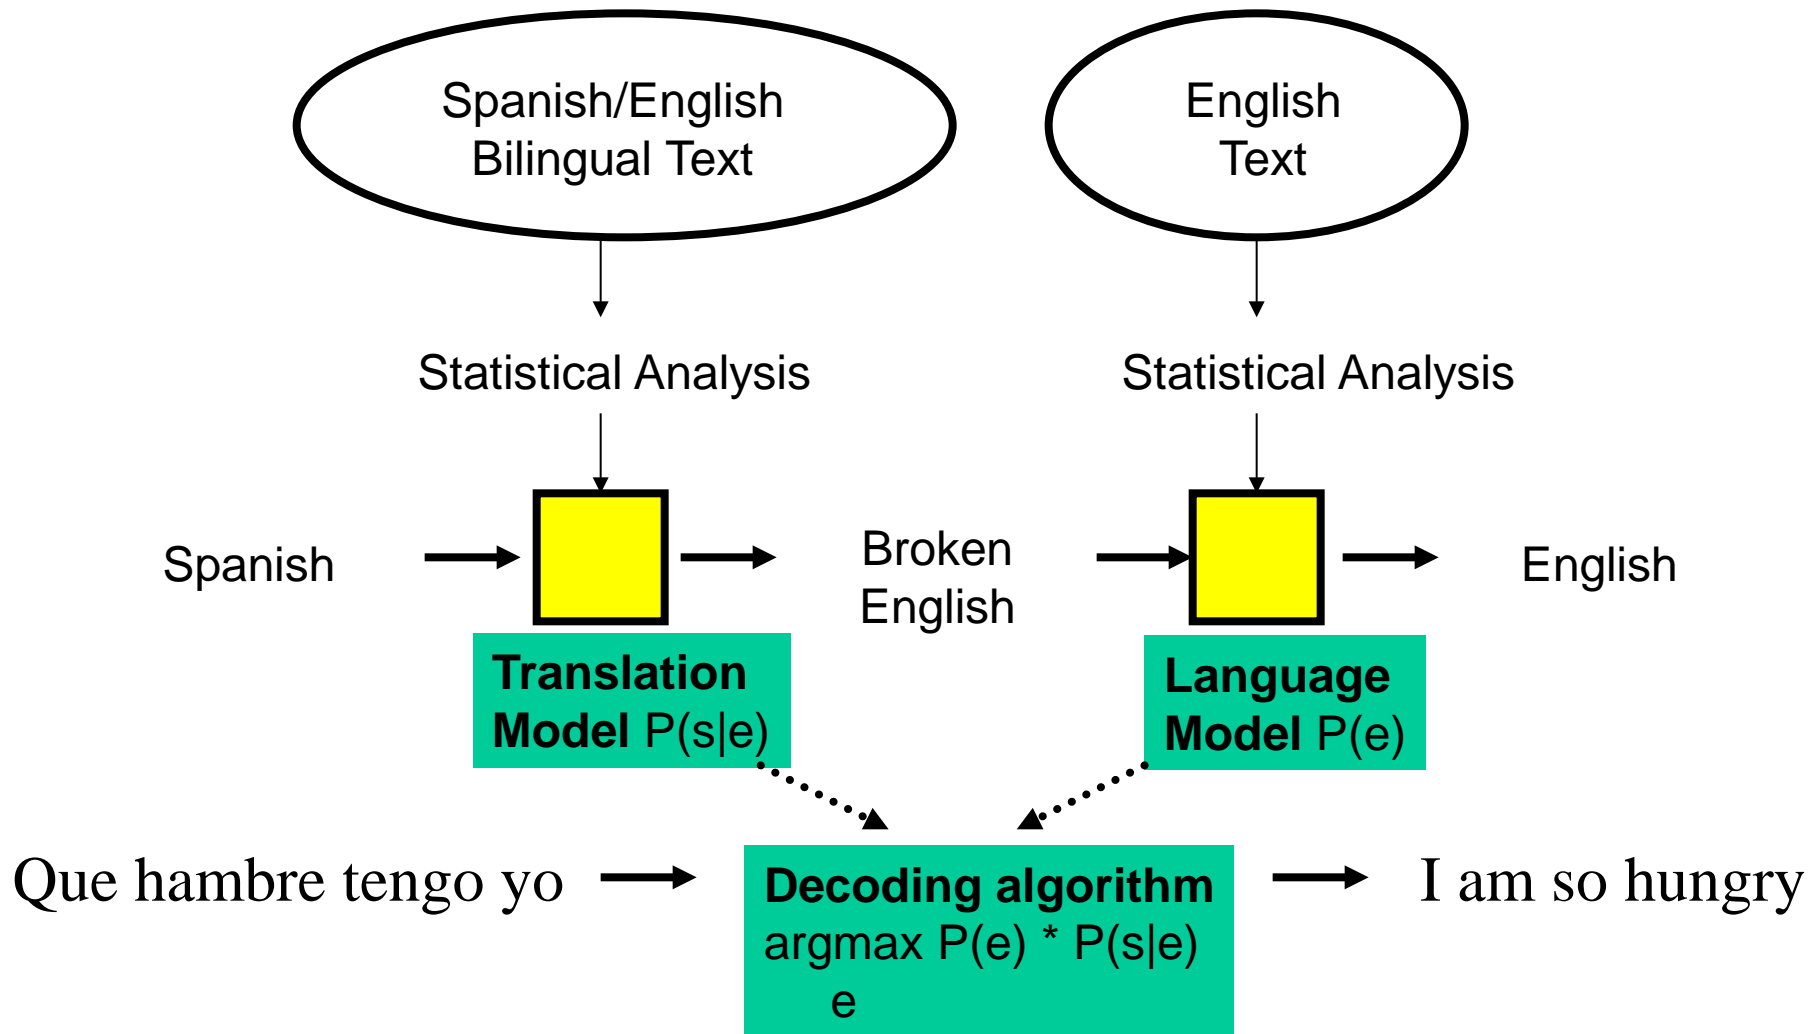 Spanish/English
Bilingual Text
English
Text
Statistical Analysis
Statistical Analysis
Spanish
Broken
English
English
Translation
Model P(s|e)
Language
Model P(e)
Que hambre tengo yo
Decoding algorithm
argmax P(e) * P(s|e)
e
I am so hungry